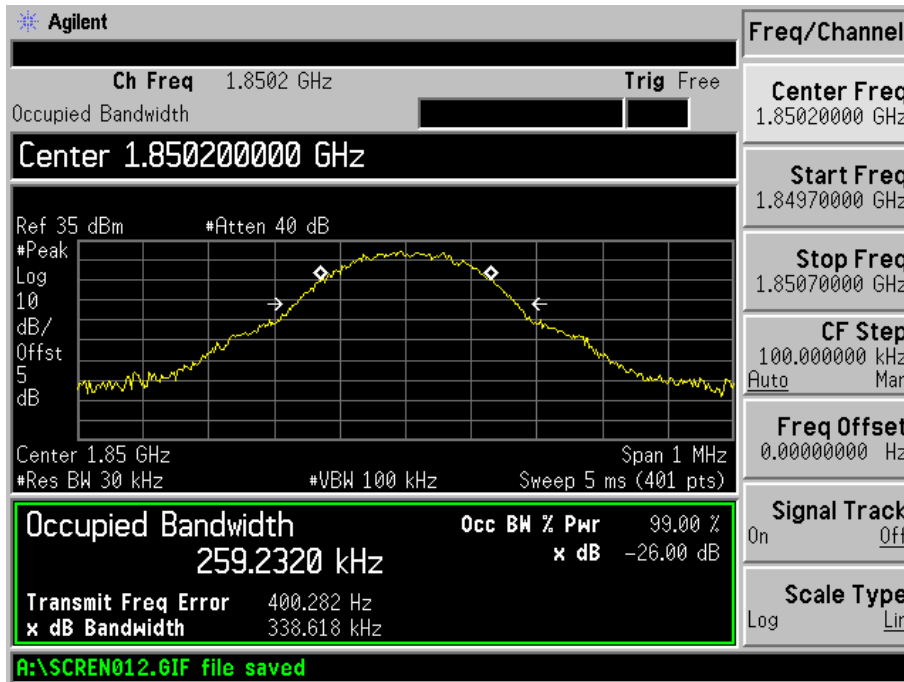 Agilent
Freq/Channel
Ch Freq 1.8502 GHz Trig Free
Occupied Bandwidth
Center 1.850200000 GHz
Ref 35 dBm #Atten 40 dB
#Peak
Log
10
dB/
Offst
5
dB
Center 1.85 GHz Span 1 MHz
#Res BW 30 kHz #VBW 100 kHz Sweep 5 ms (401 pts)
Occupied Bandwidth
259.2320 kHz
Occ BW % Pwr 99.00 %
x dB -26.00 dB
Transmit Freq Error 400.282 Hz
x dB Bandwidth 338.618 kHz
A:\SCREN012.GIF file saved
Center Freq
1.85020000 GHz
Start Freq
1.84970000 GHz
Stop Freq
1.85070000 GHz
CF Step
100.000000 kHz
Auto Man
Freq Offset
0.00000000 Hz
Signal Track
On Off
Scale Type
Log Lin